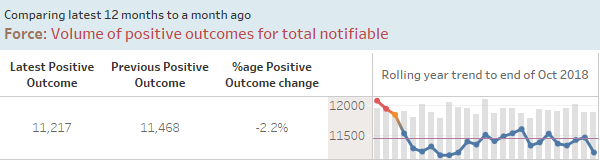 Comparing latest 12 months to a month ago
Force: Volume of positive outcomes for total notifiable
Latest Positive Outcome
Previous Positive Outcome
%age Positive Outcome change
Rolling year trend to end of Oct 2018
11,217
11,468
-2.2%
12000
11500